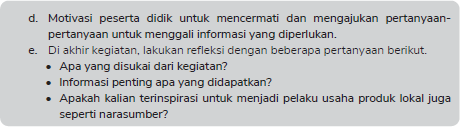 d. Motivasi peserta didik untuk mencermati dan mengajukan pertanyaan-
pertanyaan untuk menggali informasi yang diperlukan.
e. Di akhir kegiatan, lakukan refleksi dengan beberapa pertanyaan berikut.
• Apa yang disukai dari kegiatan?
• Informasi penting apa yang didapatkan?
• Apakah kalian terinspirasi untuk menjadi pelaku usaha produk lokal juga
seperti narasumber?